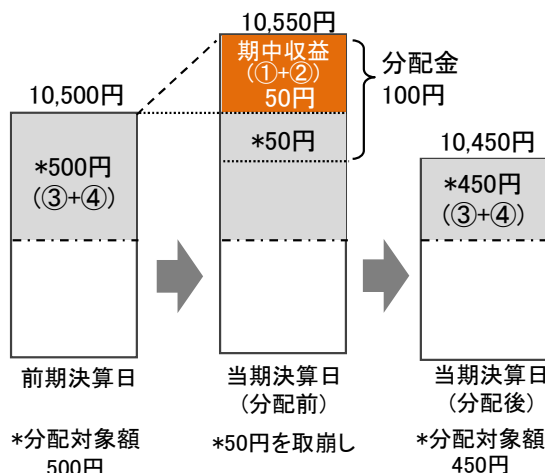 10,550円
期中収益
(①+②)
50円
分配金
100円
10,500円
*50円
10,450円
*500円
(③+④)
*450円
(③+④)
前期決算日
当期決算日
(分配前)
当期決算日
(分配後)
*分配対象額
500円
*50円を取崩し
*分配対象額
450円